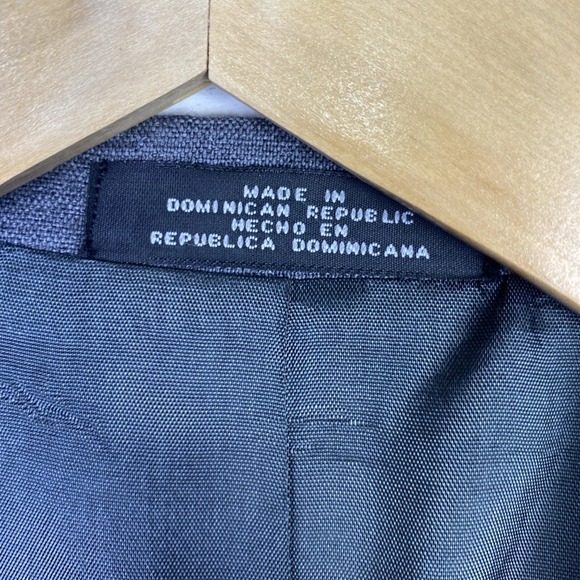 MADE IN
DOMINICAN REPUBLIC
HECHO EN
REPUBLICA DOMINICANA